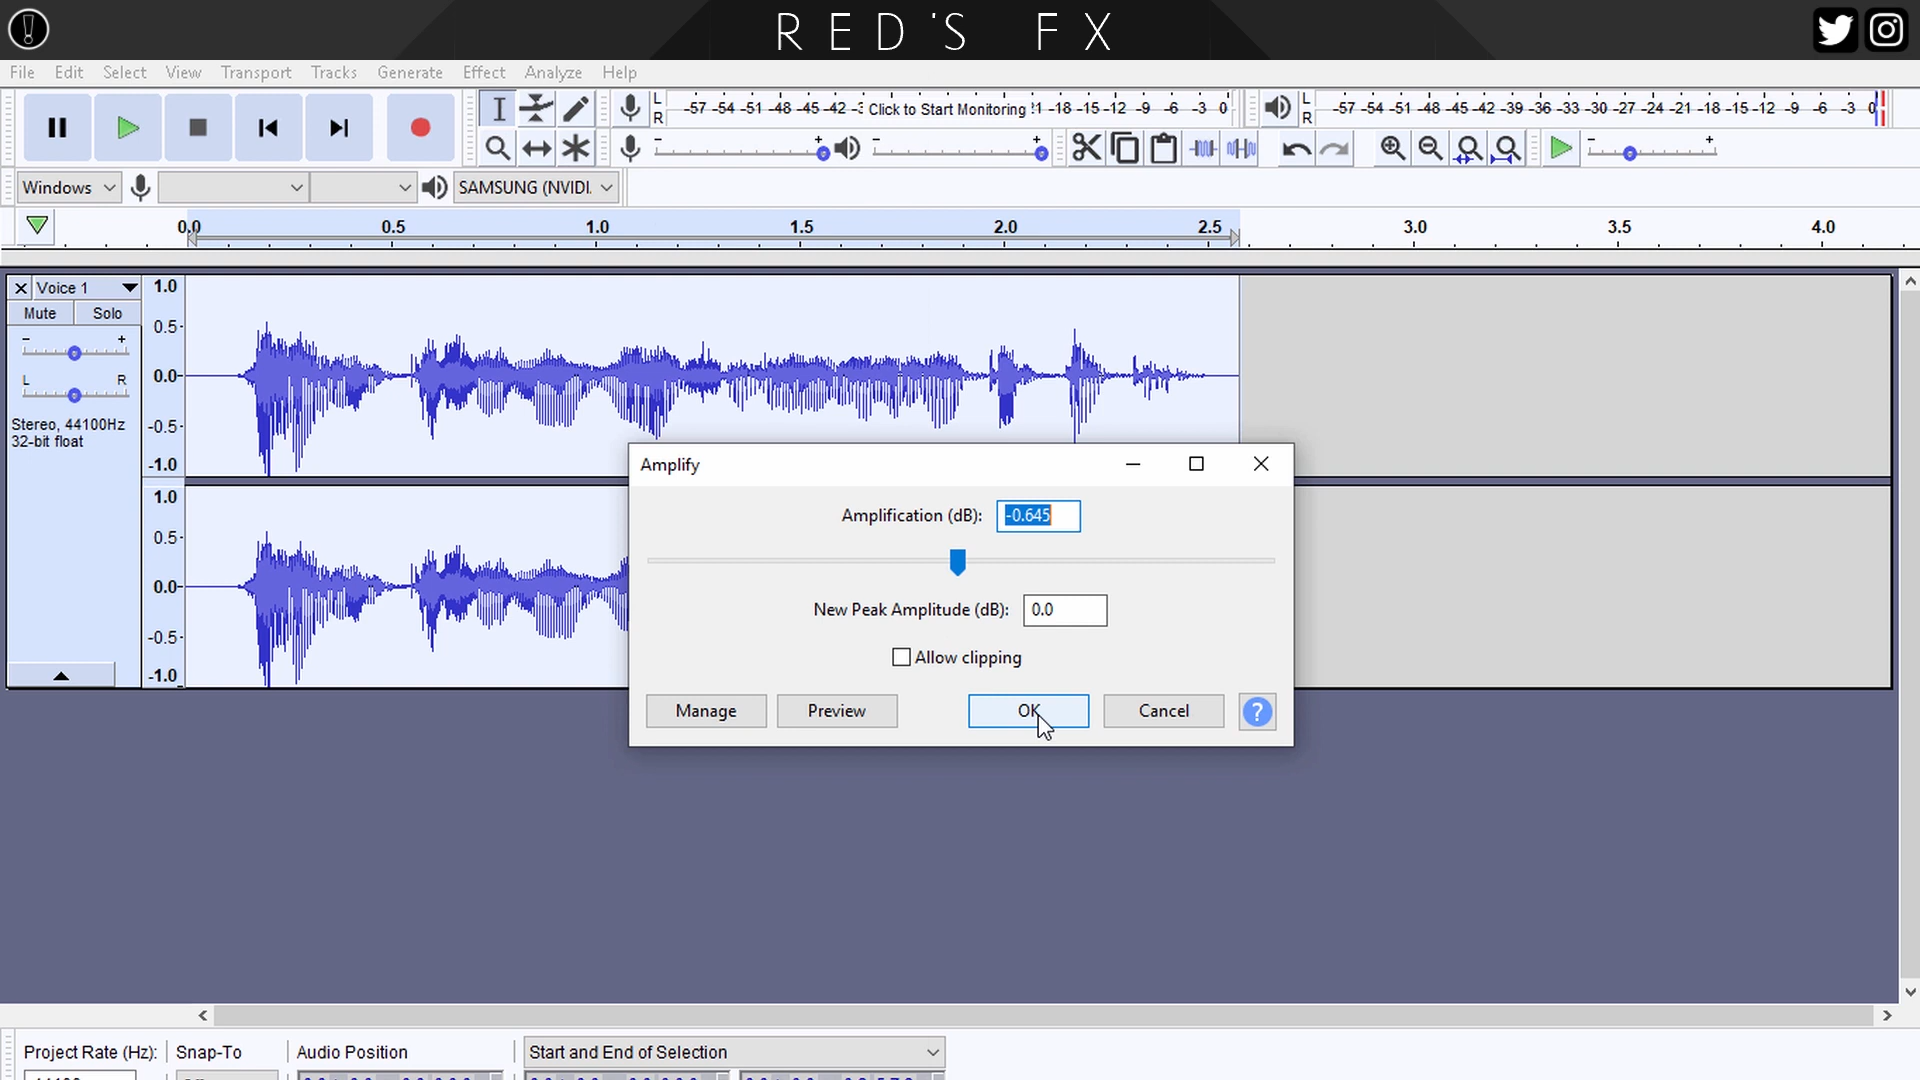 RED'S FX
File Edit Select View Transport Tracks Generate Effect Analyze Help
L R -57 -54 -51 -48 -45 -42 Click to Start Monitoring -18 -15 -12 -9 -6 -3 0
L R -57 -54 -51 -48 -45 -42 -39 -36 -33 -30 -27 -24 -21 -18 -15 -12 -9 -6 -3 0
Windows SAMSUNG (NVIDI.
0.0 0.5 1.0 1.5 2.0 2.5 3.0 3.5 4.0
Voice 1
Mute Solo
- +
L R
Stereo, 44100Hz
32-bit float
1.0
0.5
0.0
-0.5
-1.0
1.0
0.5
0.0
-0.5
-1.0
Amplify
Amplification (dB): -0.645
New Peak Amplitude (dB): 0.0
Allow clipping
Manage Preview OK Cancel ?
Project Rate (Hz): Snap-To Audio Position Start and End of Selection